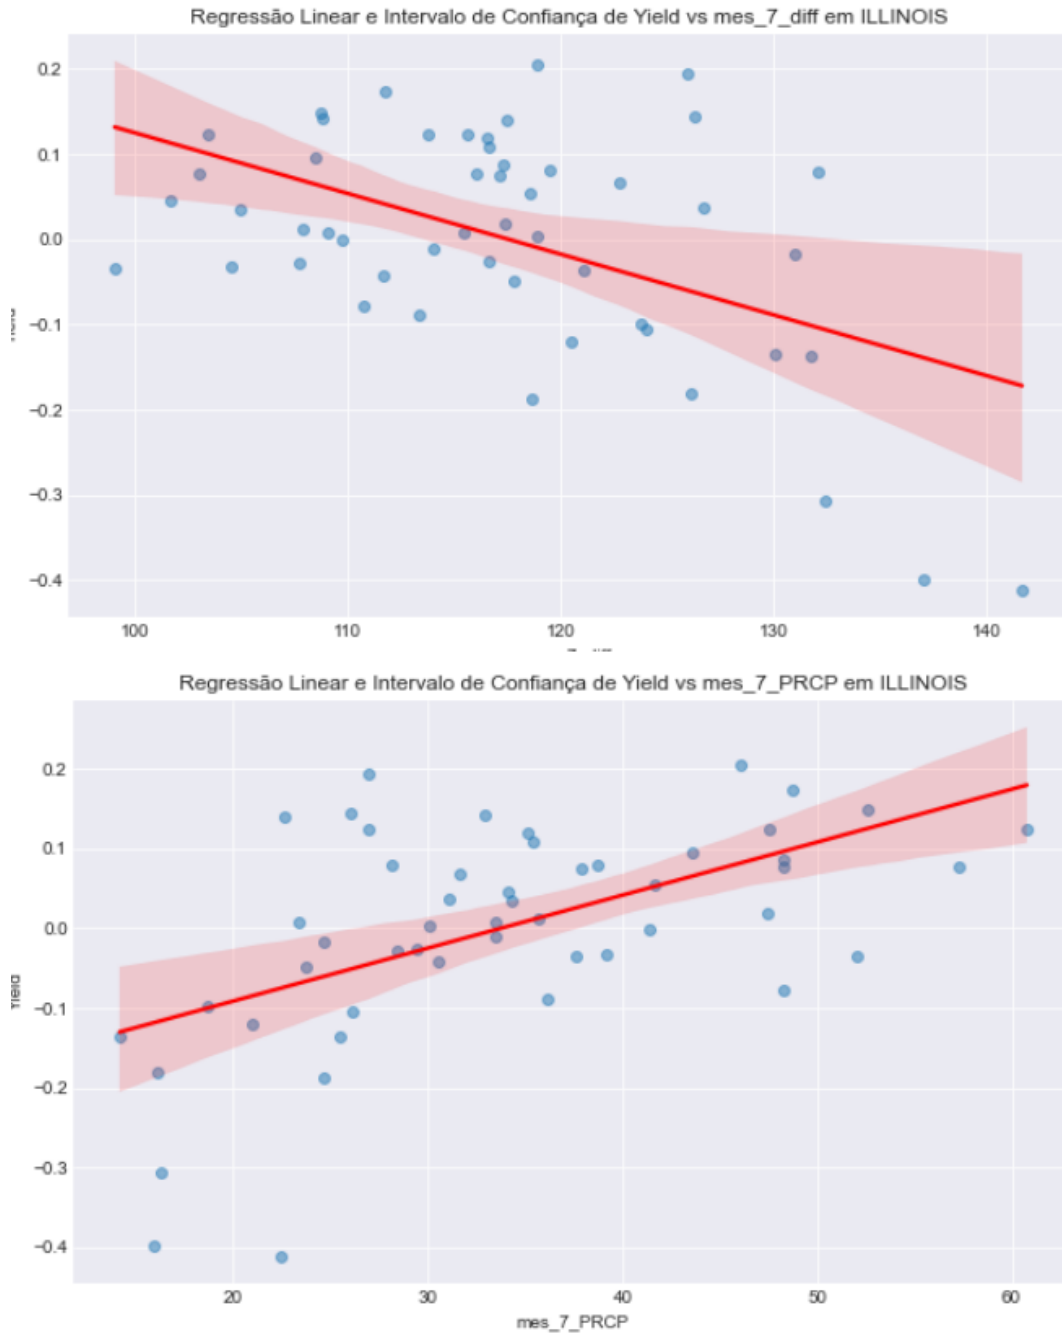 Regressão Linear e Intervalo de Confiança de Yield vs mes_7_diff em ILLINOIS
0.2
0.1
0.0
−0.1
−0.2
−0.3
−0.4
100 110 120 130 140
Regressão Linear e Intervalo de Confiança de Yield vs mes_7_PRCP em ILLINOIS
0.2
0.1
0.0
Yield
−0.1
−0.2
−0.3
−0.4
20 30 40 50 60
mes_7_PRCP